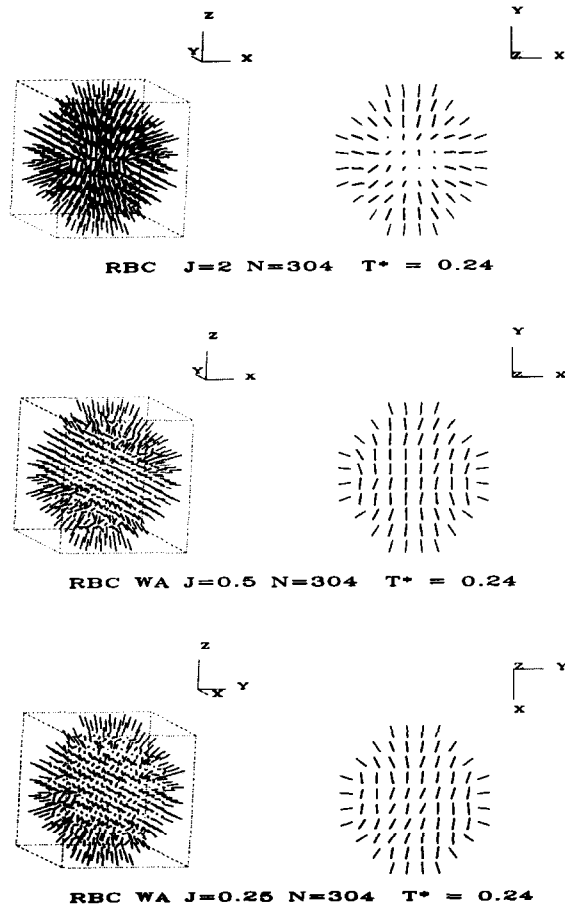 Z
Y X
Y
Z X
RBC J=2 N=304 T* = 0.24
Z
Y X
Y
Z X
RBC WA J=0.5 N=304 T* = 0.24
Z
X Y
Z Y
X
RBC WA J=0.25 N=304 T* = 0.24